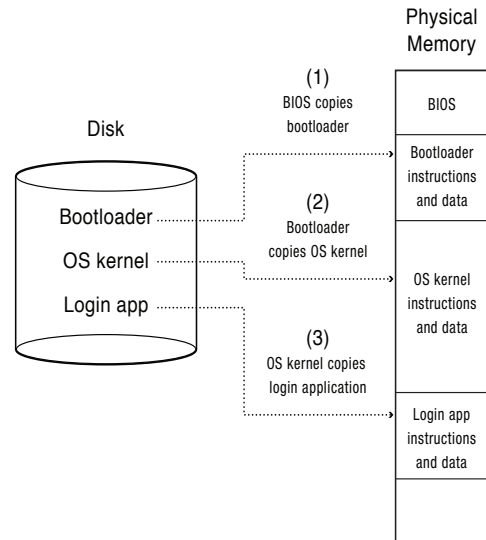 Physical
Memory
(1)
BIOS copies
bootloader
BIOS
Disk
Bootloader
instructions
and data
Bootloader
(2)
Bootloader
copies OS kernel
OS kernel
OS kernel
instructions
and data
Login app
(3)
OS kernel copies
login application
Login app
instructions
and data